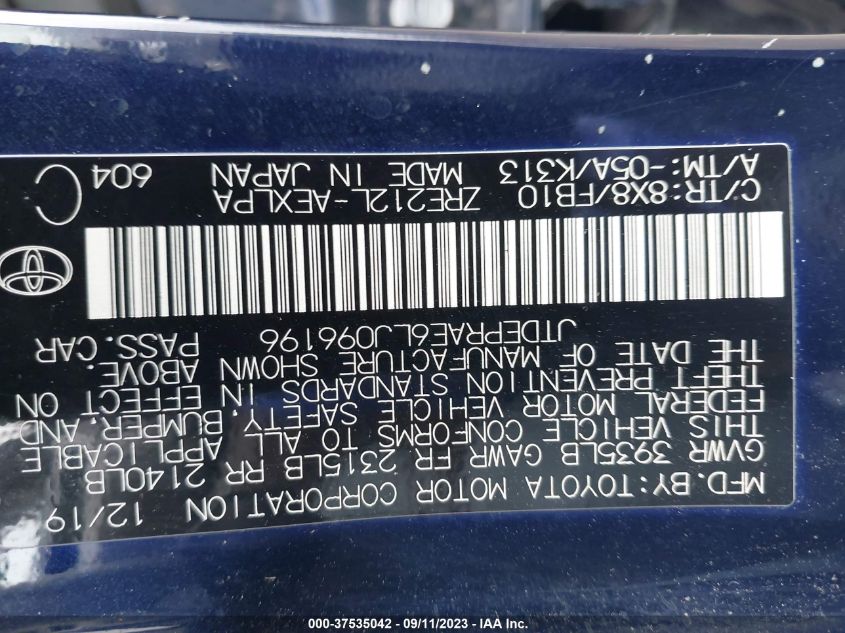 MFD. BY: TOYOTA MOTOR CORPORATION 12/19
GVWR 3935LB GAWR FR 2315LB RR 2140LB
THIS VEHICLE CONFORMS TO ALL APPLICABLE
FEDERAL MOTOR VEHICLE SAFETY, BUMPER, AND
THEFT PREVENTION STANDARDS IN EFFECT ON
THE DATE OF MANUFACTURE SHOWN ABOVE.
JTDEPRAE6LJ096196 PASS. CAR
C/TR:8X8/FB10 ZRE212L-AEXLPA 604
A/TM:-05A/K313 MADE IN JAPAN C
000-37535042 - 09/11/2023 - IAA Inc.